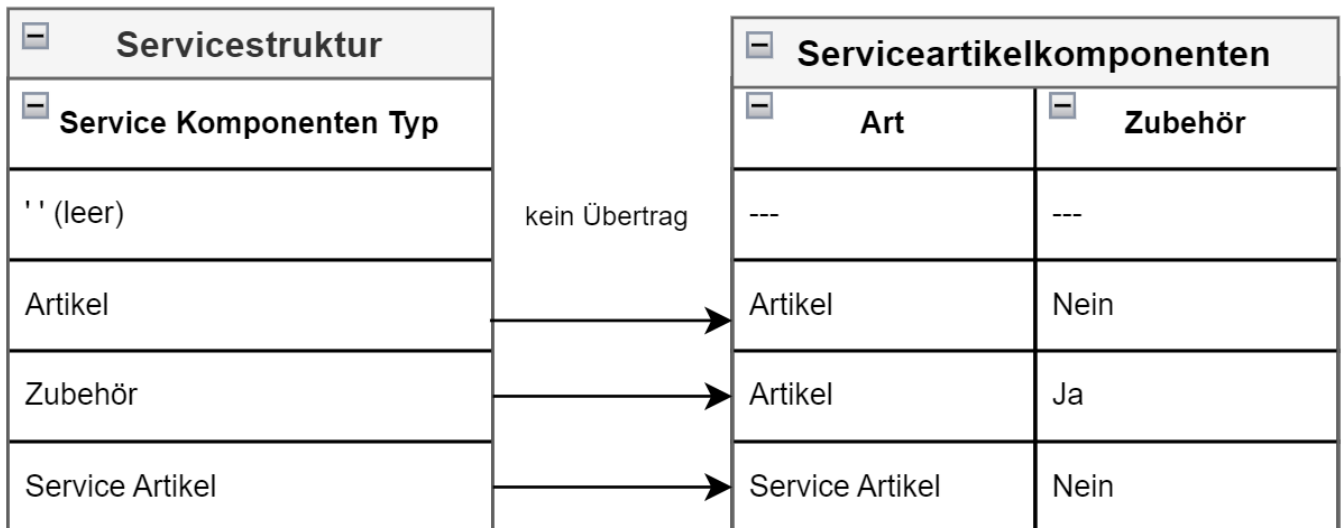 Servicestruktur
Serviceartikelkomponenten
Service Komponenten Typ
Art
Zubehör
' ' (leer)
kein Übertrag
---
---
Artikel
Artikel
Nein
Zubehör
Artikel
Ja
Service Artikel
Service Artikel
Nein